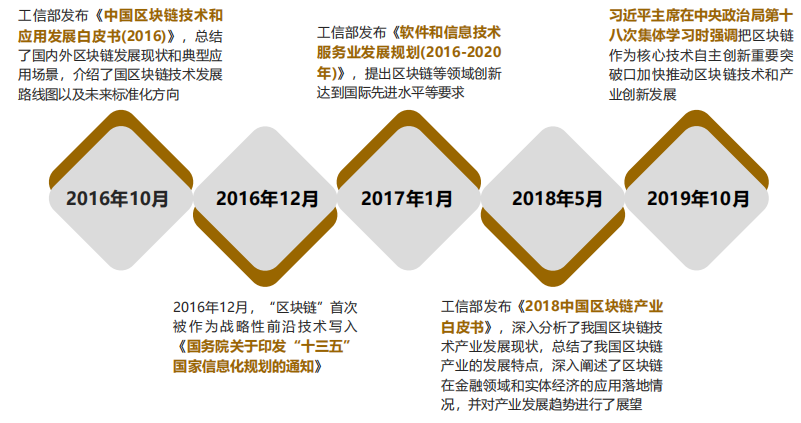 工信部发布《中国区块链技术和
应用发展白皮书(2016)》，总结
了国内外区块链发展现状和典型应
用场景，介绍了国区块链技术发展
路线图以及未来标准化方向
工信部发布《软件和信息技术
服务业发展规划(2016-2020
年)》，提出区块链等领域创新
达到国际先进水平等要求
习近平主席在中央政治局第十
八次集体学习时强调把区块链
作为核心技术自主创新重要突
破口加快推动区块链技术和产
业创新发展
2016年10月
2016年12月
2017年1月
2018年5月
2019年10月
2016年12月，“区块链”首次
被作为战略性前沿技术写入
《国务院关于印发“十三五”
国家信息化规划的通知》
工信部发布《2018中国区块链产业
白皮书》，深入分析了我国区块链技
术产业发展现状，总结了我国区块链
产业的发展特点，深入阐述了区块链
在金融领域和实体经济的应用落地情
况，并对产业发展趋势进行了展望